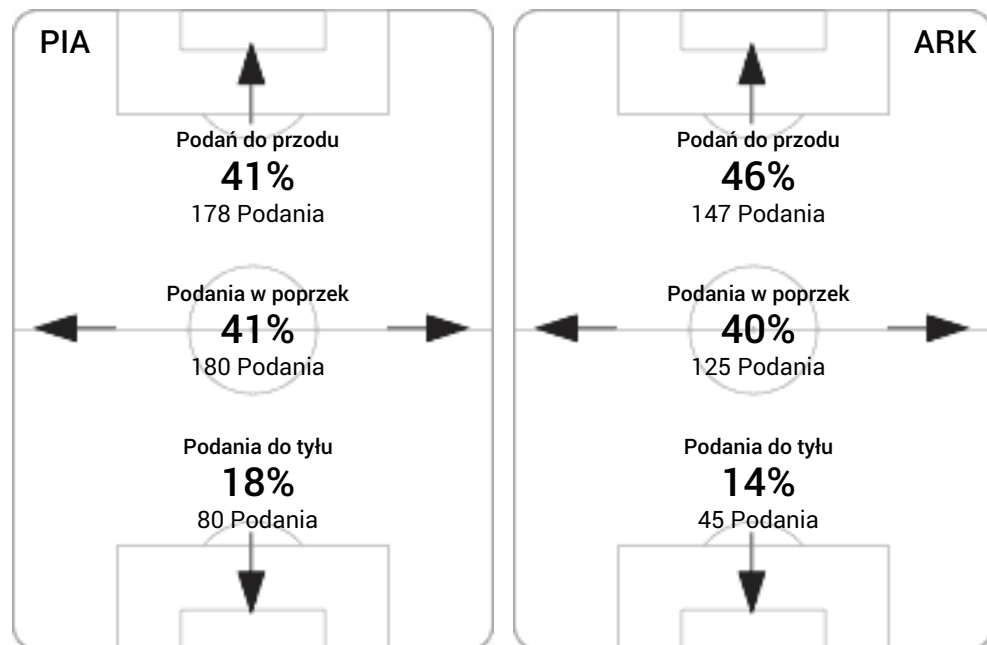 PIA
Podań do przodu
41%
178 Podania
Podania w poprzek
41%
180 Podania
Podania do tyłu
18%
80 Podania
ARK
Podań do przodu
46%
147 Podania
Podania w poprzek
40%
125 Podania
Podania do tyłu
14%
45 Podania